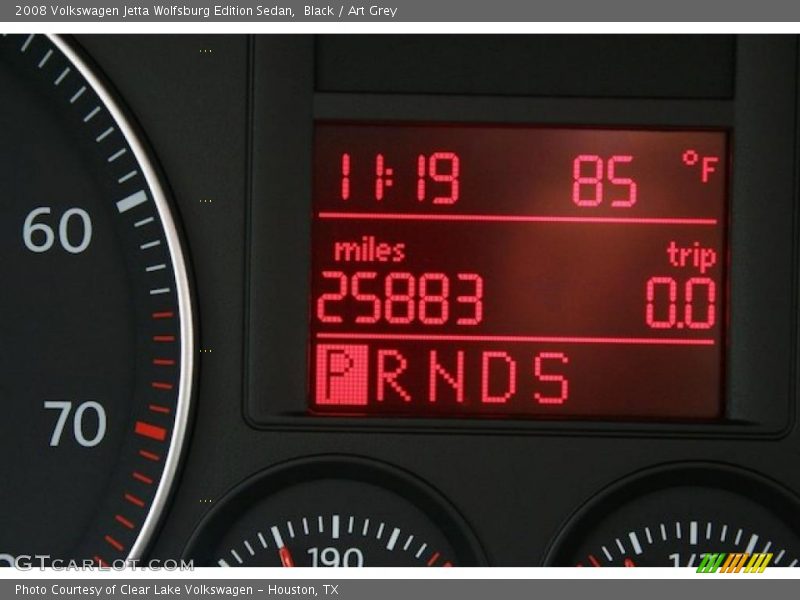 2008 Volkswagen Jetta Wolfsburg Edition Sedan, Black / Art Grey
11:19 85 °F
60
miles trip
25883 0.0
P R N D S
70
190
GTCARLOT.COM
Photo Courtesy of Clear Lake Volkswagen - Houston, TX